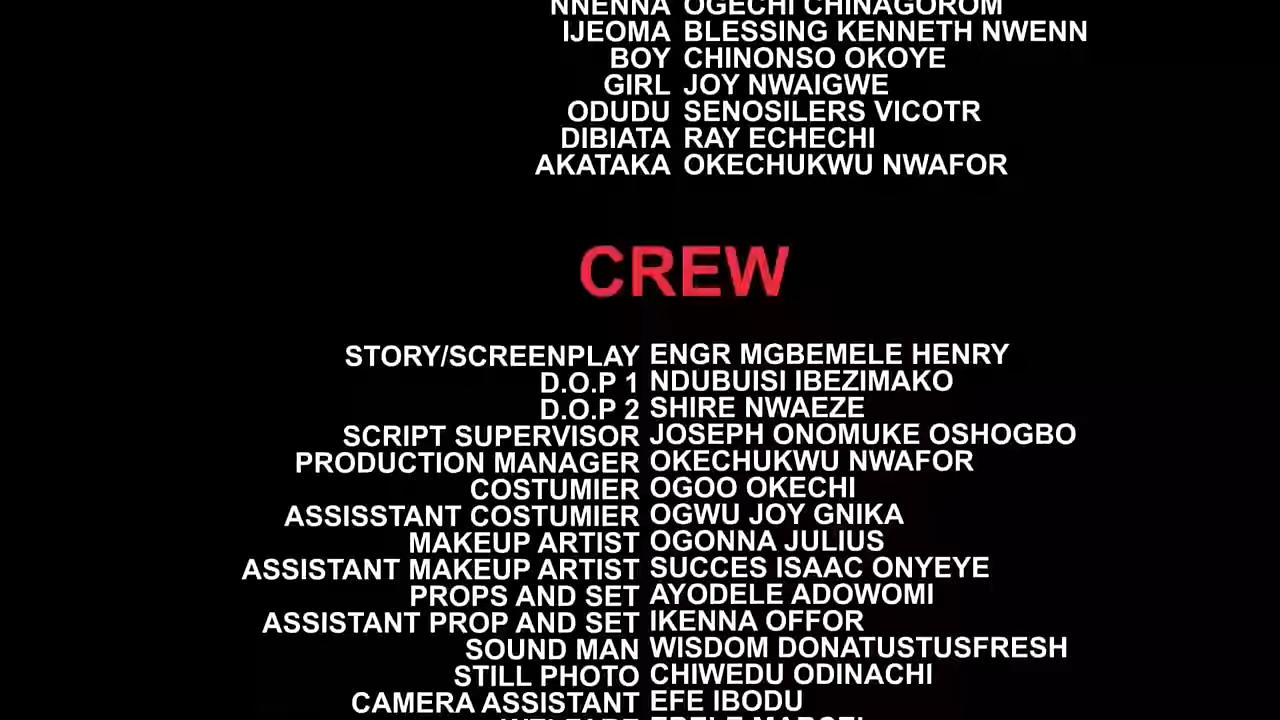 NNENNA OGECHI CHINAGOROM
IJEOMA BLESSING KENNETH NWENN
BOY CHINONSO OKOYE
GIRL JOY NWAIGWE
ODUDU SENOSILERS VICOTR
DIBIATA RAY ECHECHI
AKATAKA OKECHUKWU NWAFOR
CREW
STORY/SCREENPLAY ENGR MGBEMELE HENRY
D.O.P 1 NDUBUISI IBEZIMAKO
D.O.P 2 SHIRE NWAEZE
SCRIPT SUPERVISOR JOSEPH ONOMUKE OSHOGBO
PRODUCTION MANAGER OKECHUKWU NWAFOR
COSTUMIER OGOO OKECHI
ASSISSTANT COSTUMIER OGWU JOY GNIKA
MAKEUP ARTIST OGONNA JULIUS
ASSISTANT MAKEUP ARTIST SUCCES ISAAC ONYEYE
PROPS AND SET AYODELE ADOWOMI
ASSISTANT PROP AND SET IKENNA OFFOR
SOUND MAN WISDOM DONATUSTUSFRESH
STILL PHOTO CHIWEDU ODINACHI
CAMERA ASSISTANT EFE IBODU